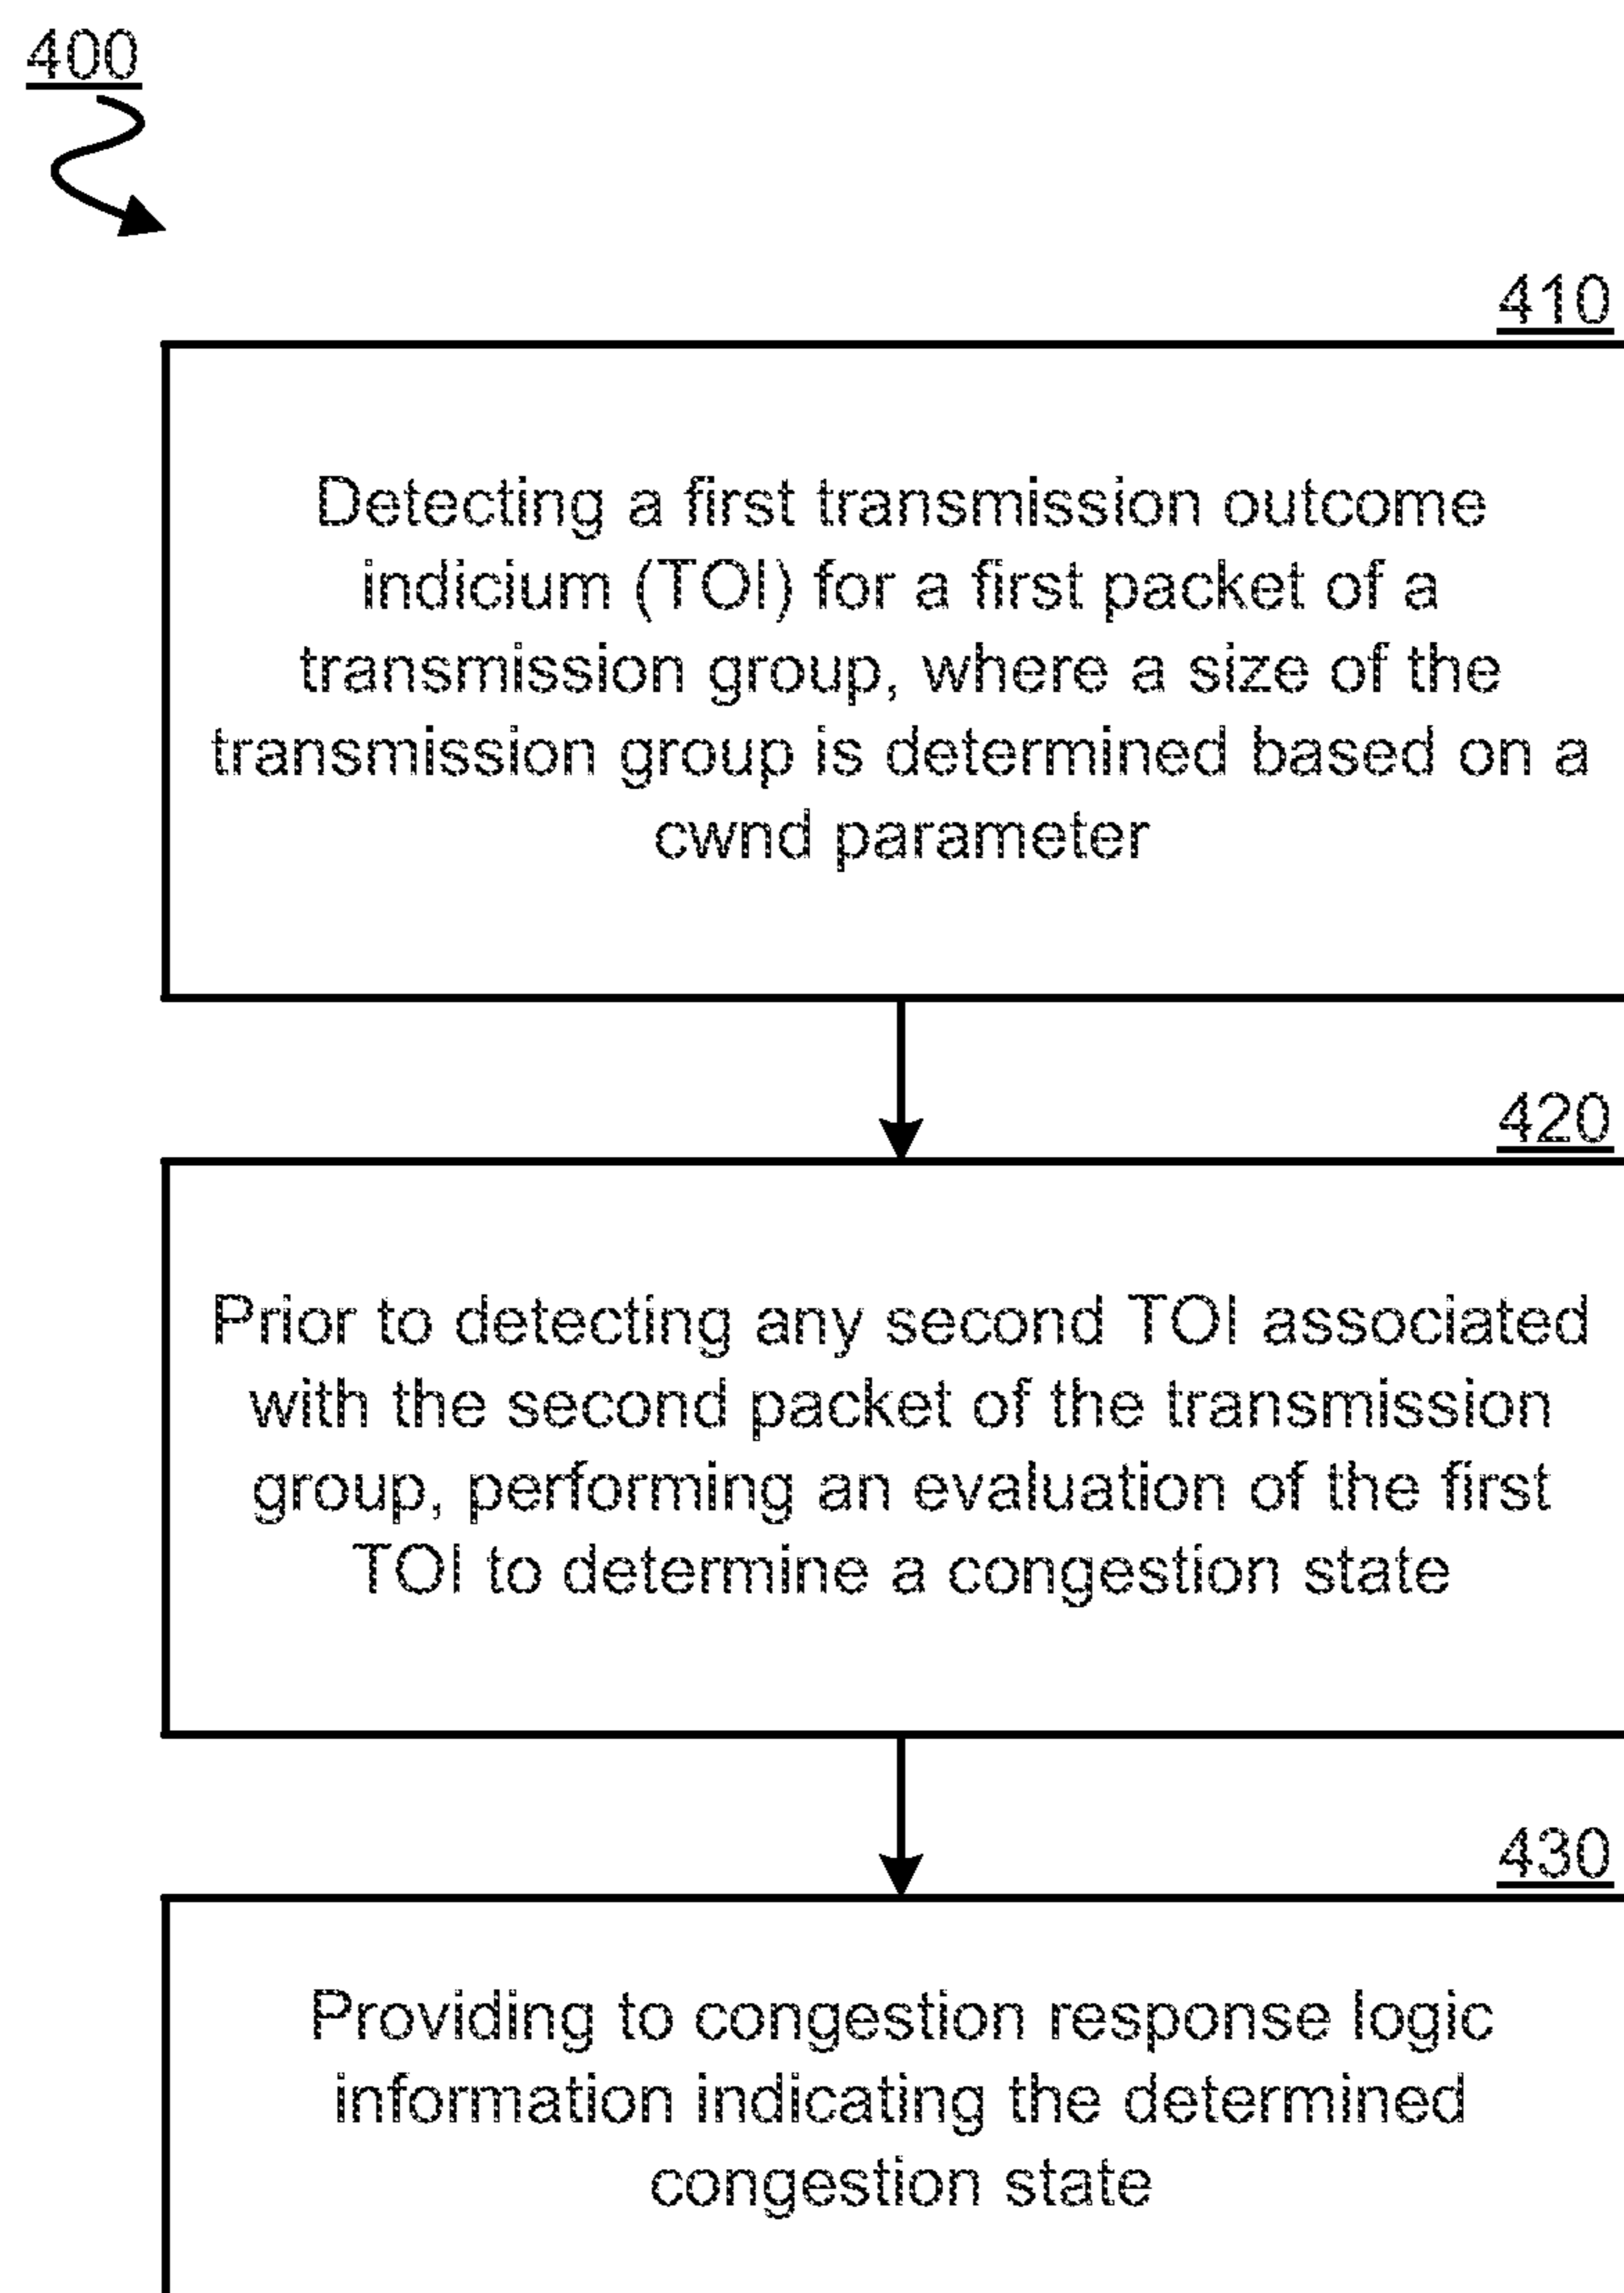 400
410
Detecting a first transmission outcome
indicium (TOI) for a first packet of a
transmission group, where a size of the
transmission group is determined based on a
cwnd parameter
420
Prior to detecting any second TOI associated
with the second packet of the transmission
group, performing an evaluation of the first
TOI to determine a congestion state
430
Providing to congestion response logic
information indicating the determined
congestion state